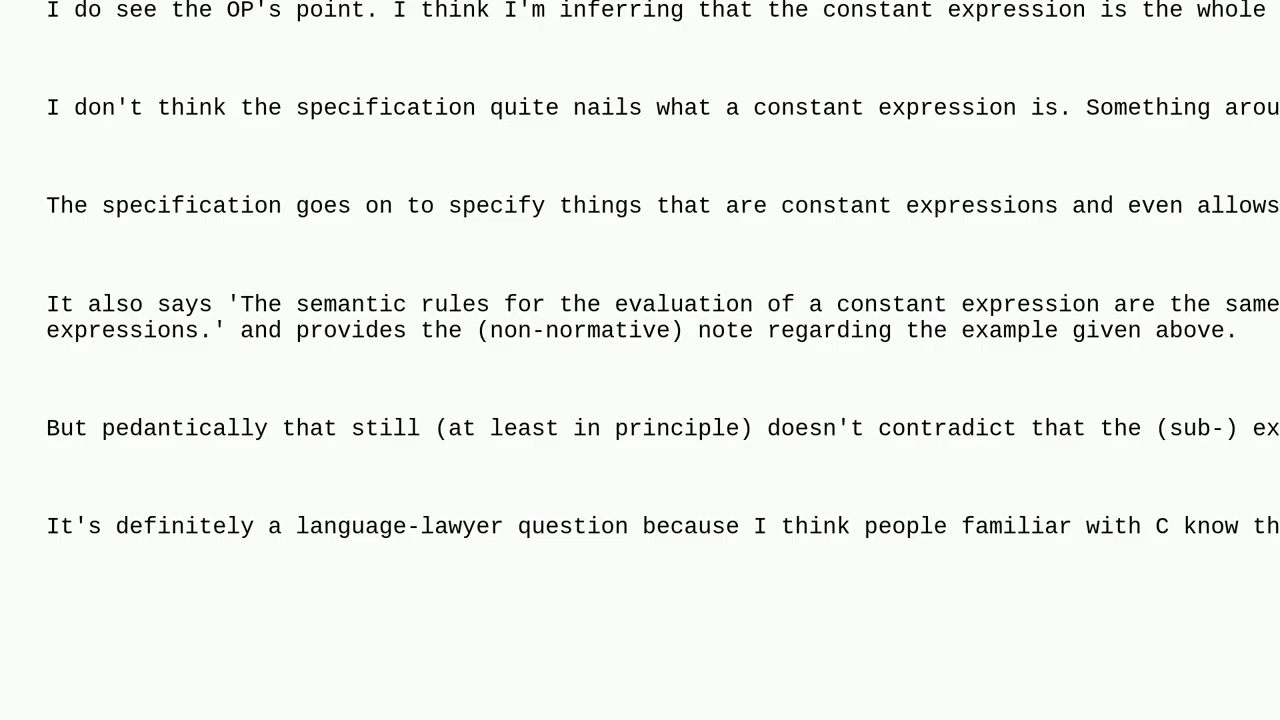 I do see the OP's point. I think I'm inferring that the constant expression is the whole
I don't think the specification quite nails what a constant expression is. Something
The specification goes on to specify things that are constant expressions and even allows
It also says 'The semantic rules for the evaluation of a constant expression are the same
expressions.' and provides the (non-normative) note regarding the example given above.
But pedantically that still (at least in principle) doesn't contradict that the (sub-)
It's definitely a language-lawyer question because I think people familiar with C know